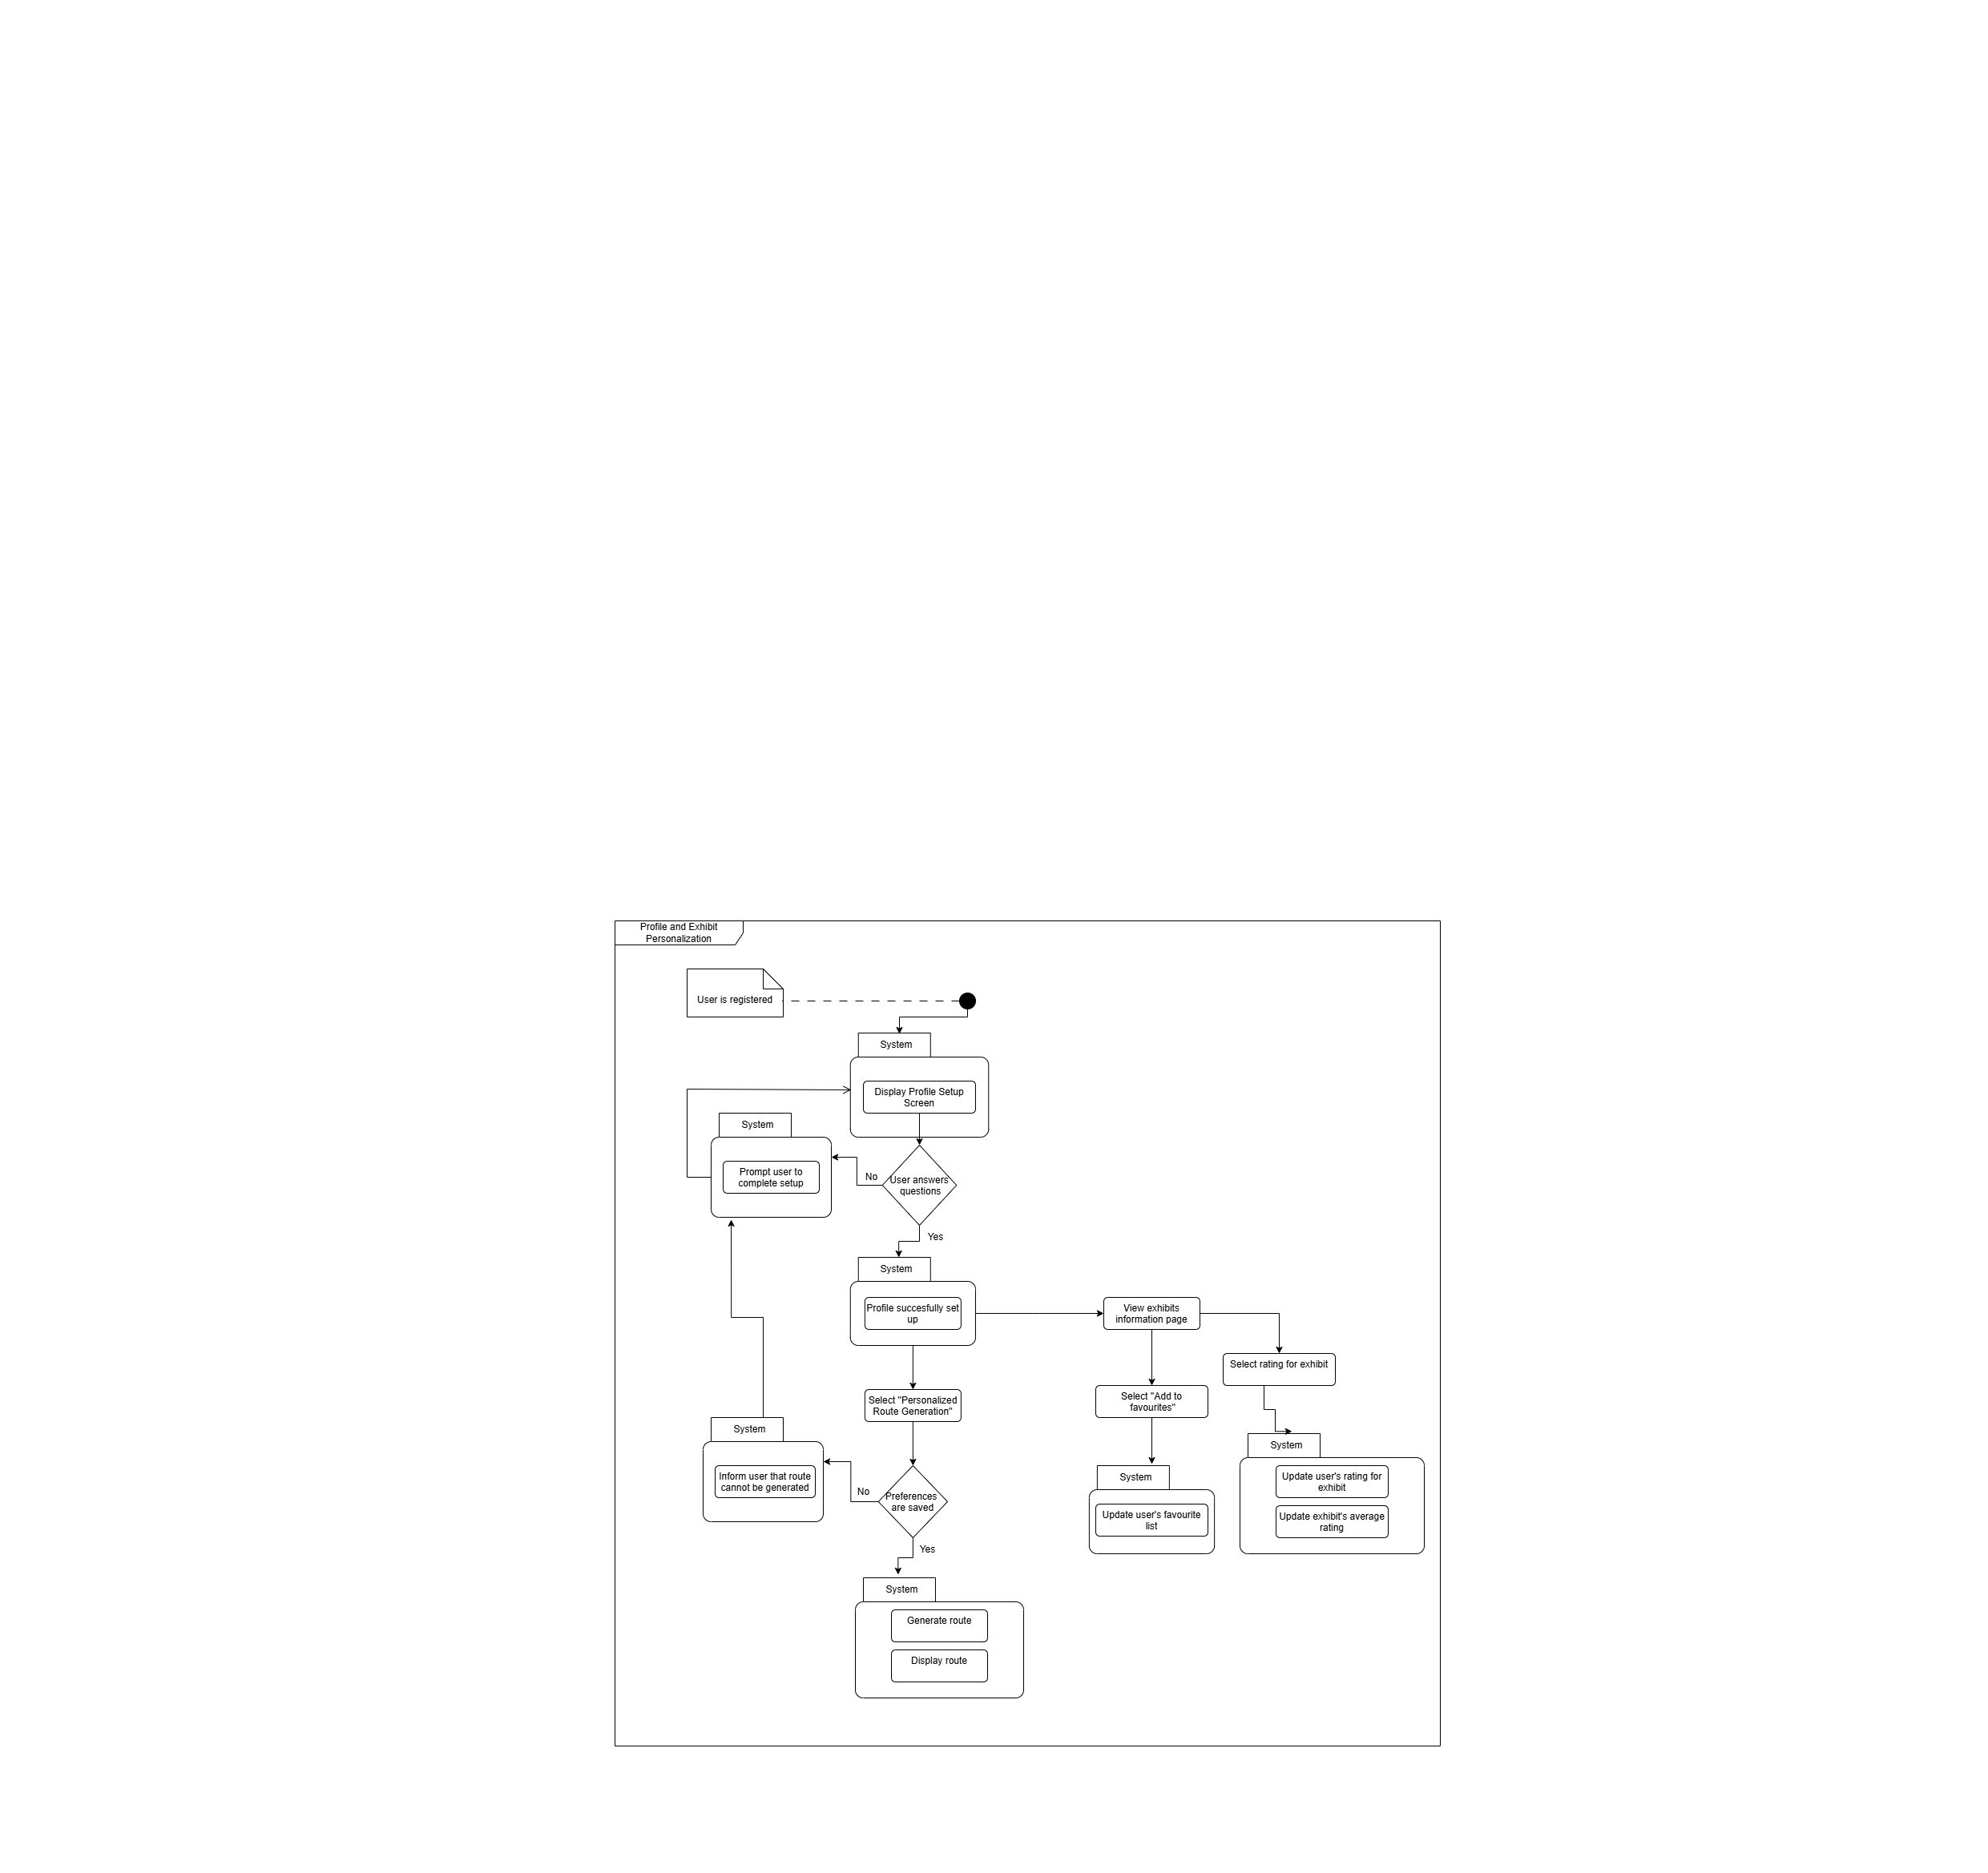 Profile and Exhibit
Personalization
User is registered
System
Display Profile Setup
Screen
System
Prompt user to
complete setup
No
User answers
questions
Yes
System
Profile succesfully set
up
View exhibits
information page
Select rating for exhibit
Select "Personalized
Route Generation"
Select "Add to
favourites"
System
Inform user that route
cannot be generated
No
Preferences
are saved
Yes
System
Update user's favourite
list
System
Update user's rating for
exhibit
Update exhibit's average
rating
System
Generate route
Display route